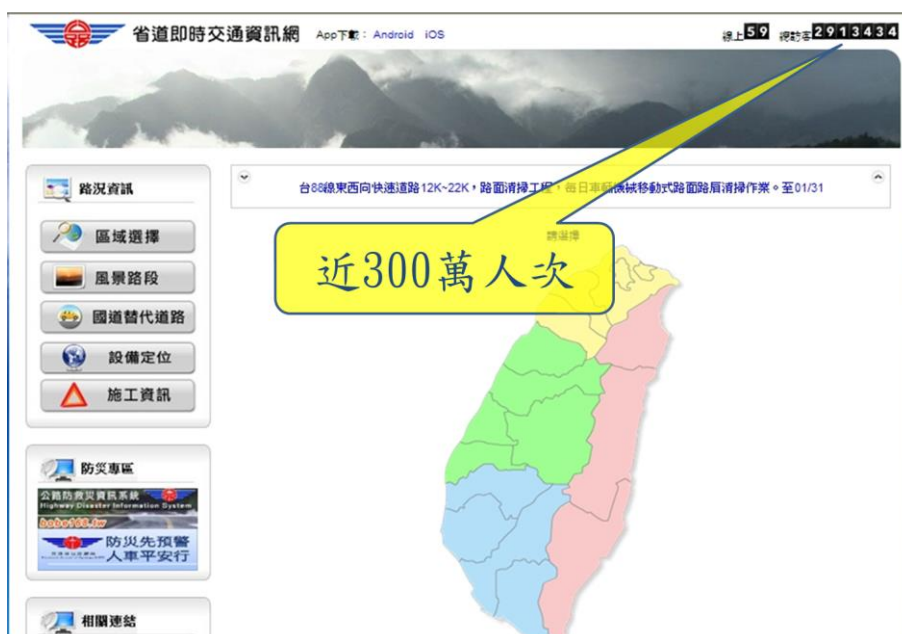 省道即時交通資訊網 App下載：Android iOS
線上 59 總訪客 2913434
路況資訊
台88線東西向快速道路12K~22K，路面清掃工程，每日車輛機械移動式路面路肩清掃作業。至01/31
區域選擇
請選擇
近300萬人次
風景路段
國道替代道路
設備定位
施工資訊
防災專區
公路防救災資訊系統
Highway Disaster Information System
bobe168.tw
防災先預警
人車平安行
相關連結